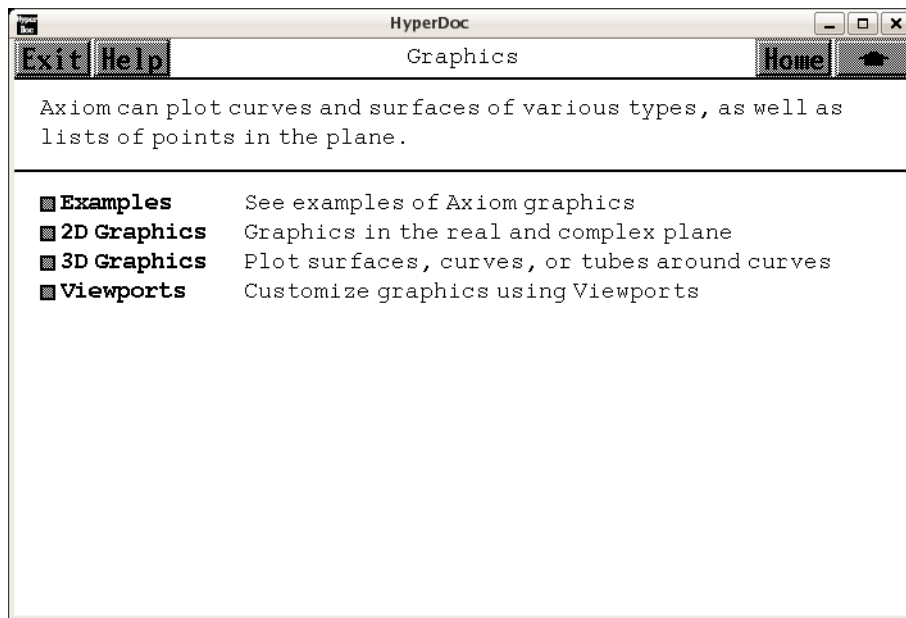 Hyper Doc
HyperDoc
Exit Help Graphics Home
Axiom can plot curves and surfaces of various types, as well as
lists of points in the plane.
Examples See examples of Axiom graphics
2D Graphics Graphics in the real and complex plane
3D Graphics Plot surfaces, curves, or tubes around curves
Viewports Customize graphics using Viewports